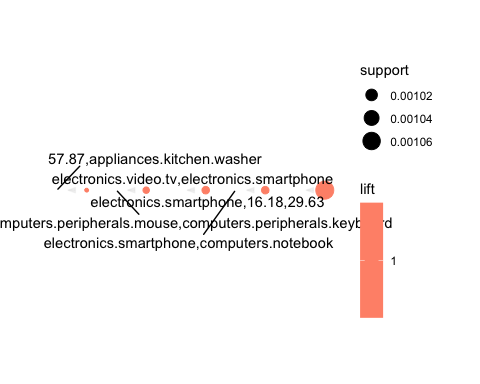 support
0.00102
0.00104
0.00106
57.87,appliances.kitchen.washer
electronics.video.tv,electronics.smartphone
electronics.smartphone,16.18,29.63
mputers.peripherals.mouse,computers.peripherals.keyboard
electronics.smartphone,computers.notebook
lift
1